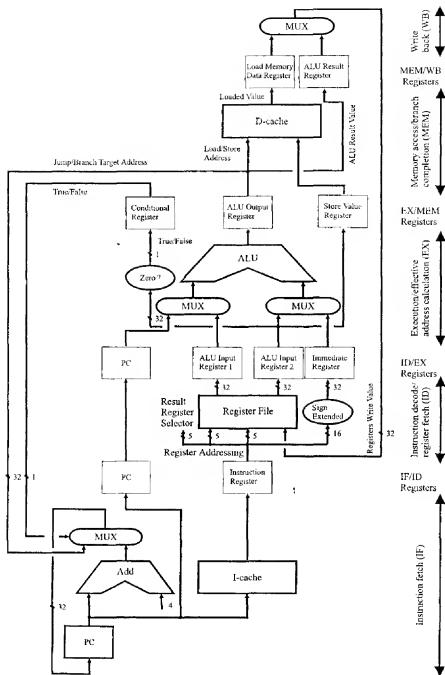 MUX
Write
back (WB)
Load Memory
Data Register
ALU Result
Register
MEM/WB
Registers
Loaded Value
D-cache
Load/Store
Address
ALU Result Value
Memory access/branch
completion (MEM)
Jump/Branch Target Address
True/False
Conditional
Register
ALU Output
Register
Store Value
Register
EX/MEM
Registers
True/False
1
ALU
Zero ?
MUX
MUX
32
Execution/effective
address calculation (EX)
PC
ALU Input
Register 1
ALU Input
Register 2
Immediate
Register
ID/EX
Registers
32
32
32
Result
Register
Selector
Register File
Sign
Extended
5
5
5
16
Register Addressing
Registers Write Value
32
Instruction decode/
register fetch (ID)
PC
Instruction
Register
IF/ID
Registers
32
1
MUX
Add
4
I-cache
32
PC
Instruction fetch (IF)